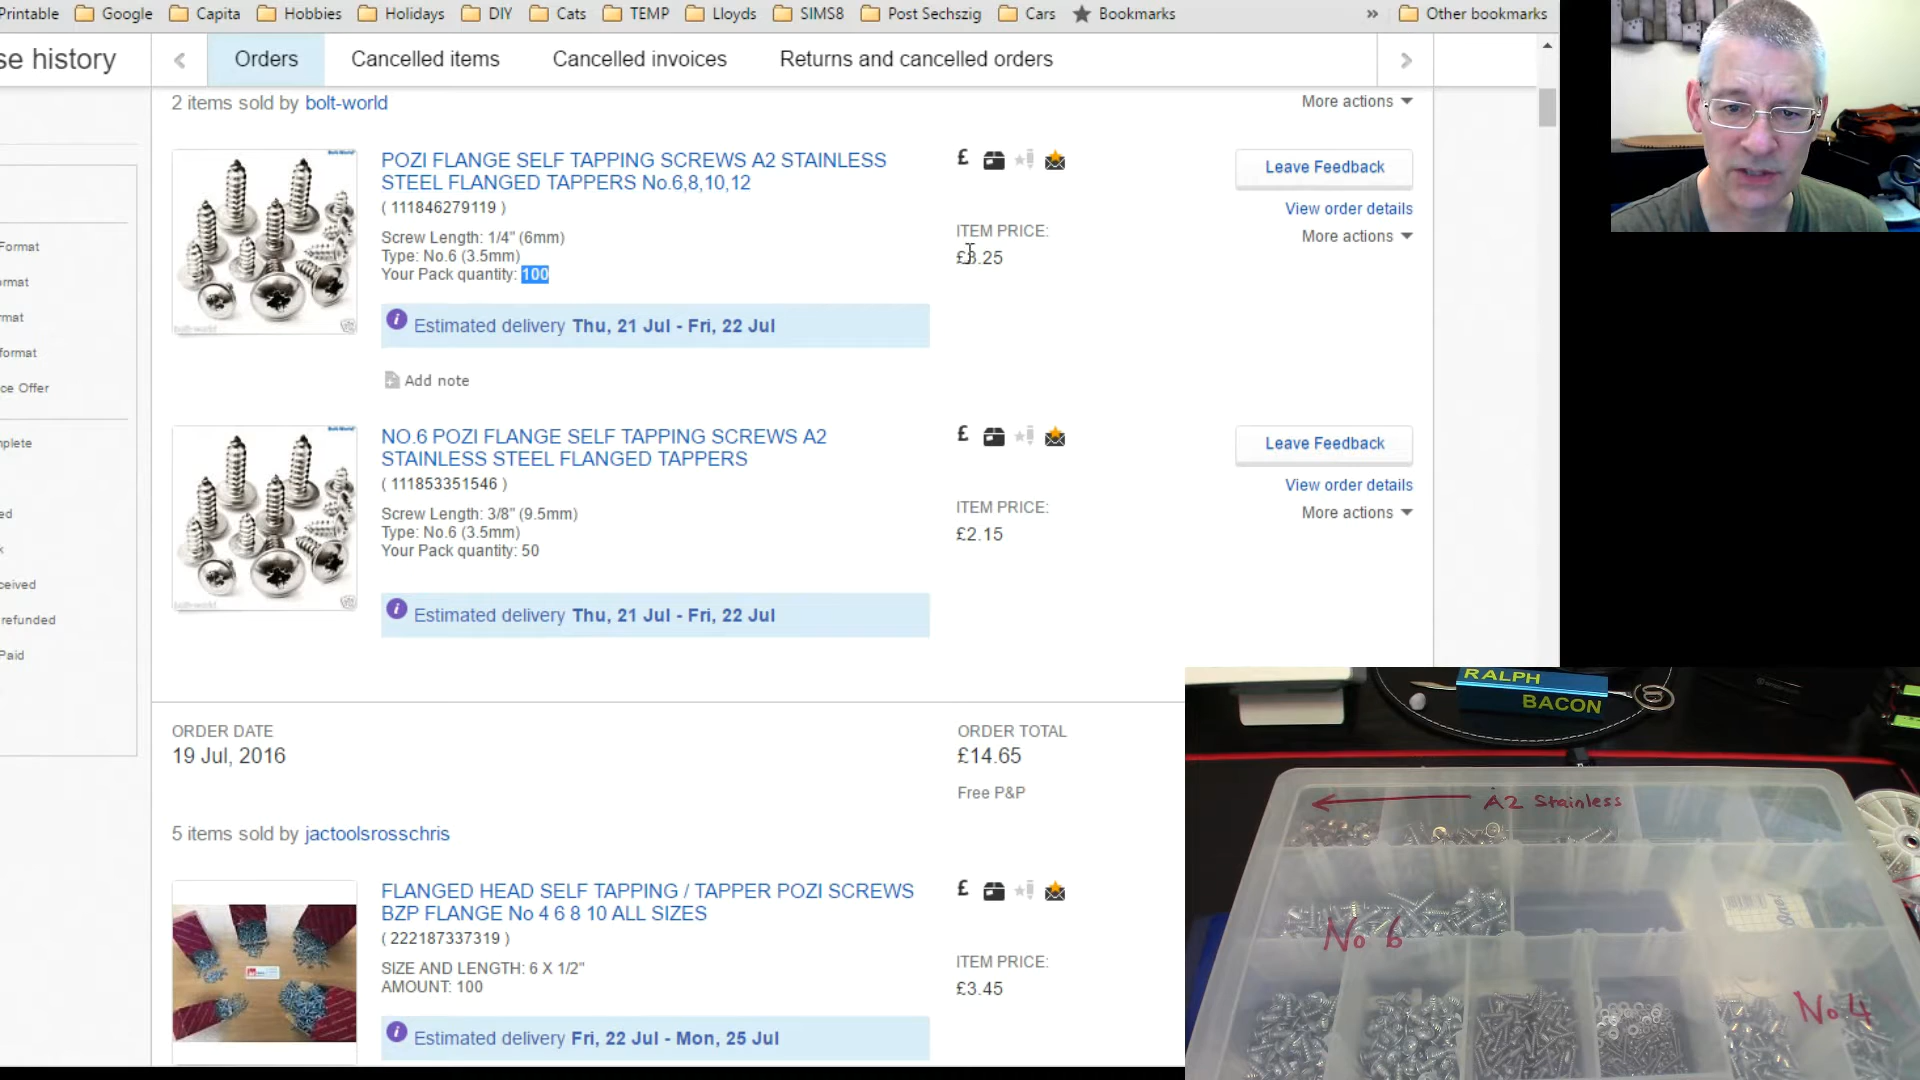 Printable Google Capita Hobbies Holidays DIY Cats TEMP Lloyds SIMS8 Post Sechszig Cars Bookmarks » Other bookmarks
se history Orders Cancelled items Cancelled invoices Returns and cancelled orders
2 items sold by bolt-world More actions
POZI FLANGE SELF TAPPING SCREWS A2 STAINLESS
STEEL FLANGED TAPPERS No.6,8,10,12
( 111846279119 )
Screw Length: 1/4" (6mm)
Type: No.6 (3.5mm)
Your Pack quantity: 100
£
ITEM PRICE:
£3.25
Leave Feedback
View order details
More actions
Estimated delivery Thu, 21 Jul - Fri, 22 Jul
Add note
NO.6 POZI FLANGE SELF TAPPING SCREWS A2
STAINLESS STEEL FLANGED TAPPERS
( 111853351546 )
Screw Length: 3/8" (9.5mm)
Type: No.6 (3.5mm)
Your Pack quantity: 50
£
ITEM PRICE:
£2.15
Leave Feedback
View order details
More actions
Estimated delivery Thu, 21 Jul - Fri, 22 Jul
ORDER DATE
19 Jul, 2016
ORDER TOTAL
£14.65
Free P&P
5 items sold by jactoolsrosschris
FLANGED HEAD SELF TAPPING / TAPPER POZI SCREWS
BZP FLANGE No 4 6 8 10 ALL SIZES
( 222187337319 )
SIZE AND LENGTH: 6 X 1/2"
AMOUNT: 100
£
ITEM PRICE:
£3.45
Estimated delivery Fri, 22 Jul - Mon, 25 Jul
Format
ormat
mat
format
ce Offer
mplete
ed
k
ceived
refunded
Paid
RALPH
BACON
A2 Stainless
No 6
No 4